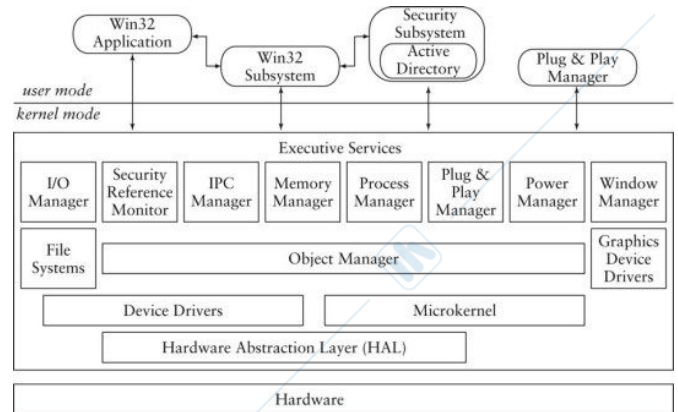 Win32
Application
Win32
Subsystem
Security
Subsystem
Active
Directory
Plug & Play
Manager
user mode
kernel mode
Executive Services
I/O
Manager
Security
Reference
Monitor
IPC
Manager
Memory
Manager
Process
Manager
Plug &
Play
Manager
Power
Manager
Window
Manager
File
Systems
Object Manager
Graphics
Device
Drivers
Device Drivers
Microkernel
Hardware Abstraction Layer (HAL)
Hardware